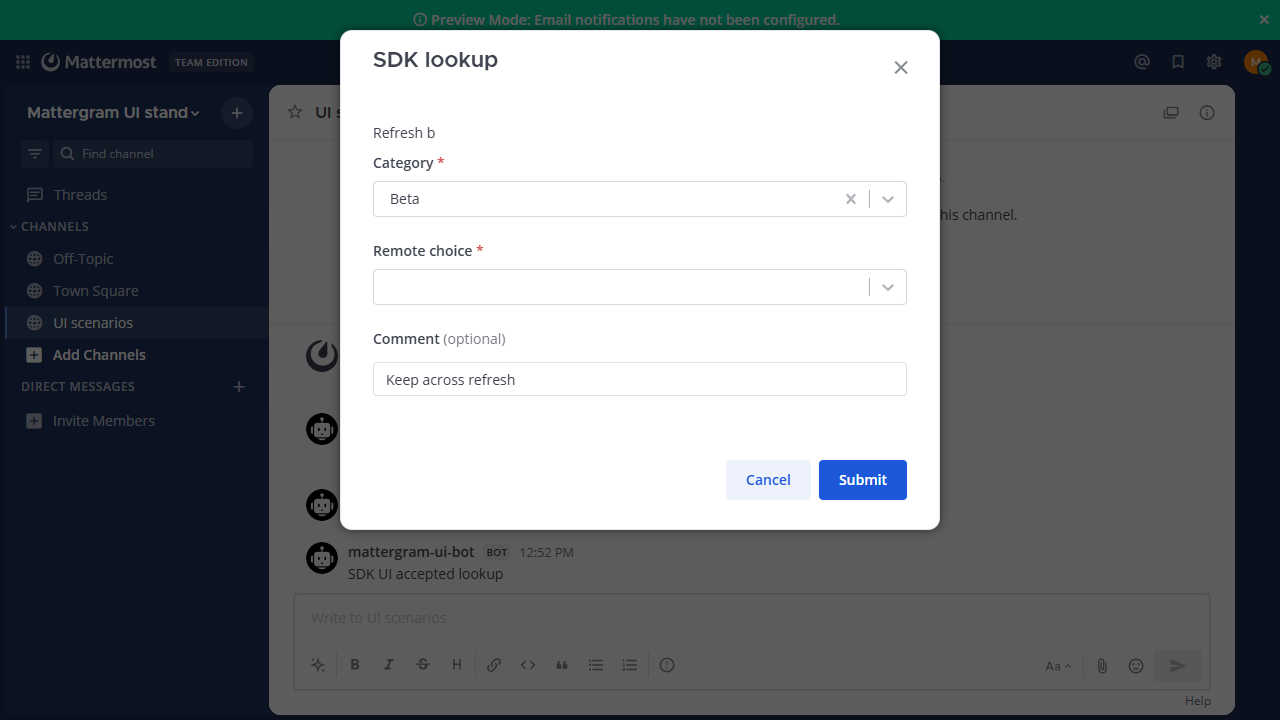 Preview Mode: Email notifications have not been configured.
Mattermost
TEAM EDITION
M
SDK lookup
Mattergram UI stand
Find channel
Threads
CHANNELS
Off-Topic
Town Square
UI scenarios
Add Channels
DIRECT MESSAGES
Invite Members
UI s
his channel.
Refresh b
Category *
Beta
Remote choice *
Comment (optional)
Keep across refresh
Cancel
Submit
mattergram-ui-bot BOT 12:52 PM
SDK UI accepted lookup
Write to UI scenarios
B I S H
Aa
Help